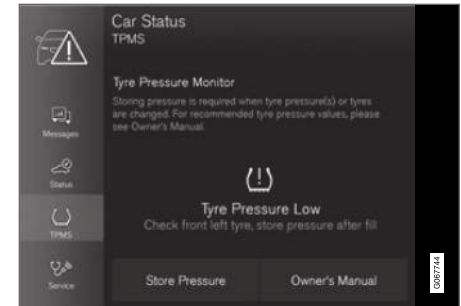 Car Status
TPMS
Tyre Pressure Monitor
Storing pressure is required when tyre pressure(s) or tyres
are changed. For recommended tyre pressure values, please
see Owner's Manual.
Messages
Status
TPMS
Service
(!)
Tyre Pressure Low
Check front left tyre, store pressure after fill
Store Pressure
Owner's Manual
G067744